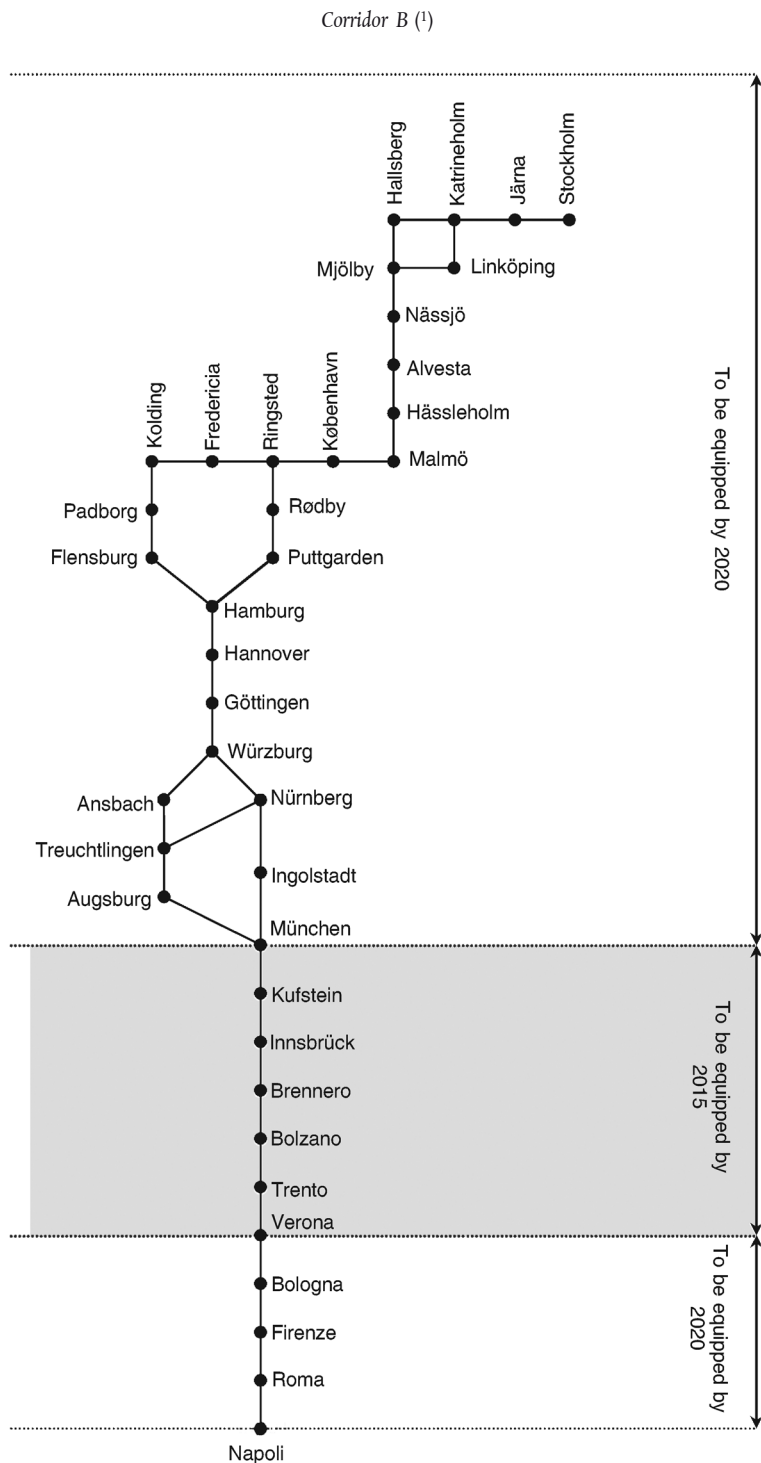 Corridor B (¹)
Hallsberg
Katrineholm
Järna
Stockholm
Mjölby
Linköping
Nässjö
Alvesta
Hässleholm
Kolding
Fredericia
Ringsted
København
Malmö
Padborg
Rødby
Flensburg
Puttgarden
Hamburg
Hannover
Göttingen
Würzburg
Ansbach
Nürnberg
Treuchtlingen
Ingolstadt
Augsburg
München
To be equipped by 2020
Kufstein
Innsbrück
Brennero
Bolzano
Trento
Verona
To be equipped by
2015
Bologna
Firenze
Roma
Napoli
To be equipped by
2020